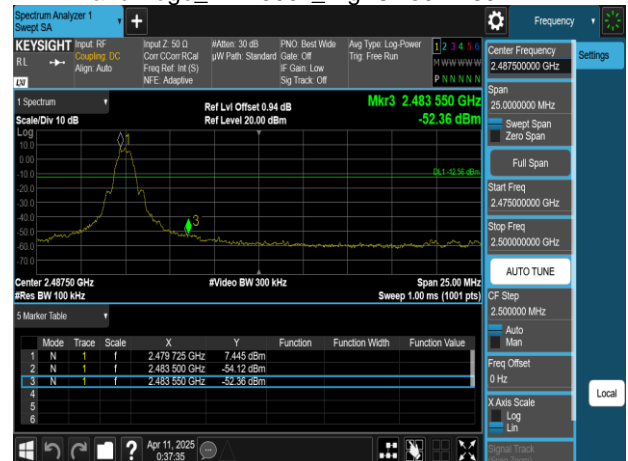 Spectrum Analyzer 1
Swept SA
Frequency
KEYSIGHT
RL
Input: RF
Coupling: DC
Align: Auto
Input Z: 50 Ω
Corr CCorr RCal
Freq Ref: Int (S)
NFE: Adaptive
#Atten: 30 dB
µW Path: Standard
PNO: Best Wide
Gate: Off
IF Gain: Low
Sig Track: Off
Avg Type: Log-Power
Trig: Free Run
1 2 3 4 5 6
M W W W W W
P N N N N N
LXI
1 Spectrum
Scale/Div 10 dB
Ref Lvl Offset 0.94 dB
Ref Level 20.00 dBm
Mkr3 2.483 550 GHz
-52.36 dBm
Log
10.0
0.00
-10.0
-20.0
-30.0
-40.0
-50.0
-60.0
-70.0
1
3
DL1 -12.56 dBm
Center 2.48750 GHz
#Res BW 100 kHz
#Video BW 300 kHz
Span 25.00 MHz
Sweep 1.00 ms (1001 pts)
5 Marker Table
Mode Trace Scale X Y Function Function Width Function Value
1 N 1 f 2.479 725 GHz 7.445 dBm
2 N 1 f 2.483 500 GHz -54.12 dBm
3 N 1 f 2.483 550 GHz -52.36 dBm
4
5
6
Apr 11, 2025
0:37:35
Center Frequency
2.487500000 GHz
Span
25.0000000 MHz
Swept Span
Zero Span
Full Span
Start Freq
2.475000000 GHz
Stop Freq
2.500000000 GHz
AUTO TUNE
CF Step
2.500000 MHz
Auto
Man
Freq Offset
0 Hz
X Axis Scale
Log
Lin
Signal Track
Settings
Local